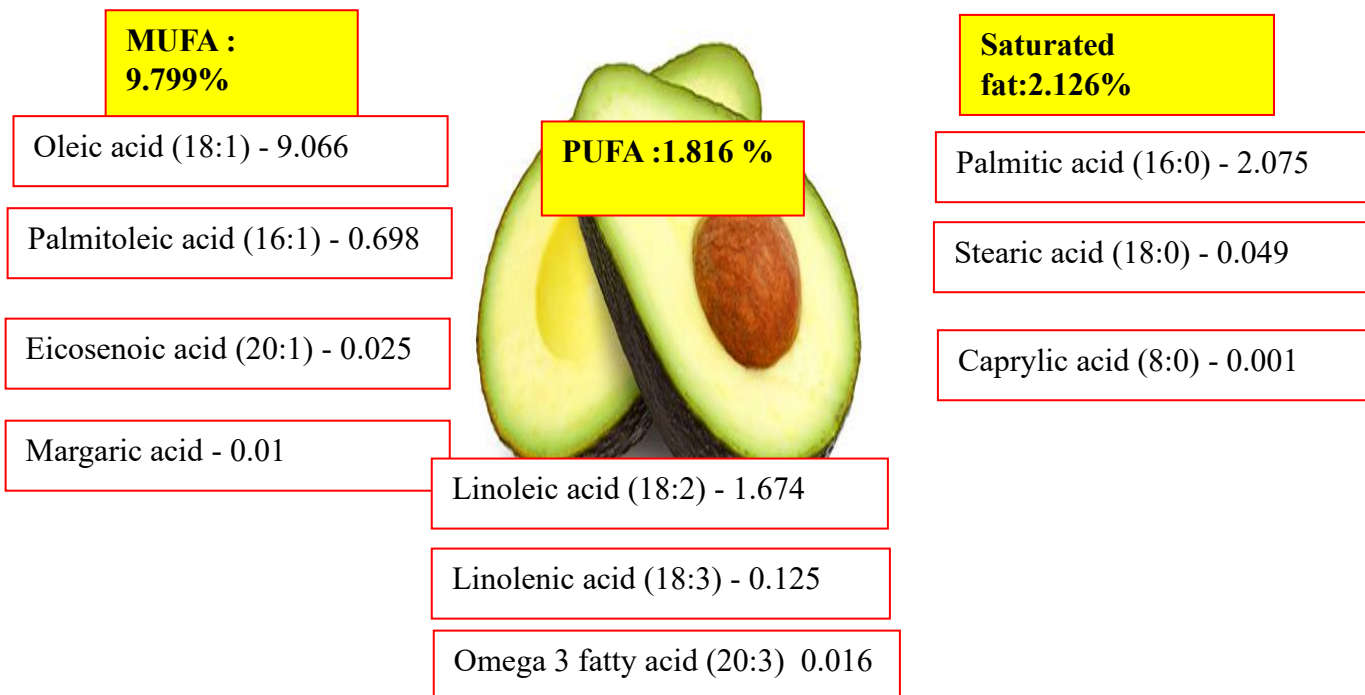 MUFA :
9.799%
Oleic acid (18:1) - 9.066
Palmitoleic acid (16:1) - 0.698
Eicosenoic acid (20:1) - 0.025
Margaric acid - 0.01
PUFA :1.816 %
Linoleic acid (18:2) - 1.674
Linolenic acid (18:3) - 0.125
Omega 3 fatty acid (20:3)  0.016
Saturated
fat:2.126%
Palmitic acid (16:0) - 2.075
Stearic acid (18:0) - 0.049
Caprylic acid (8:0) - 0.001